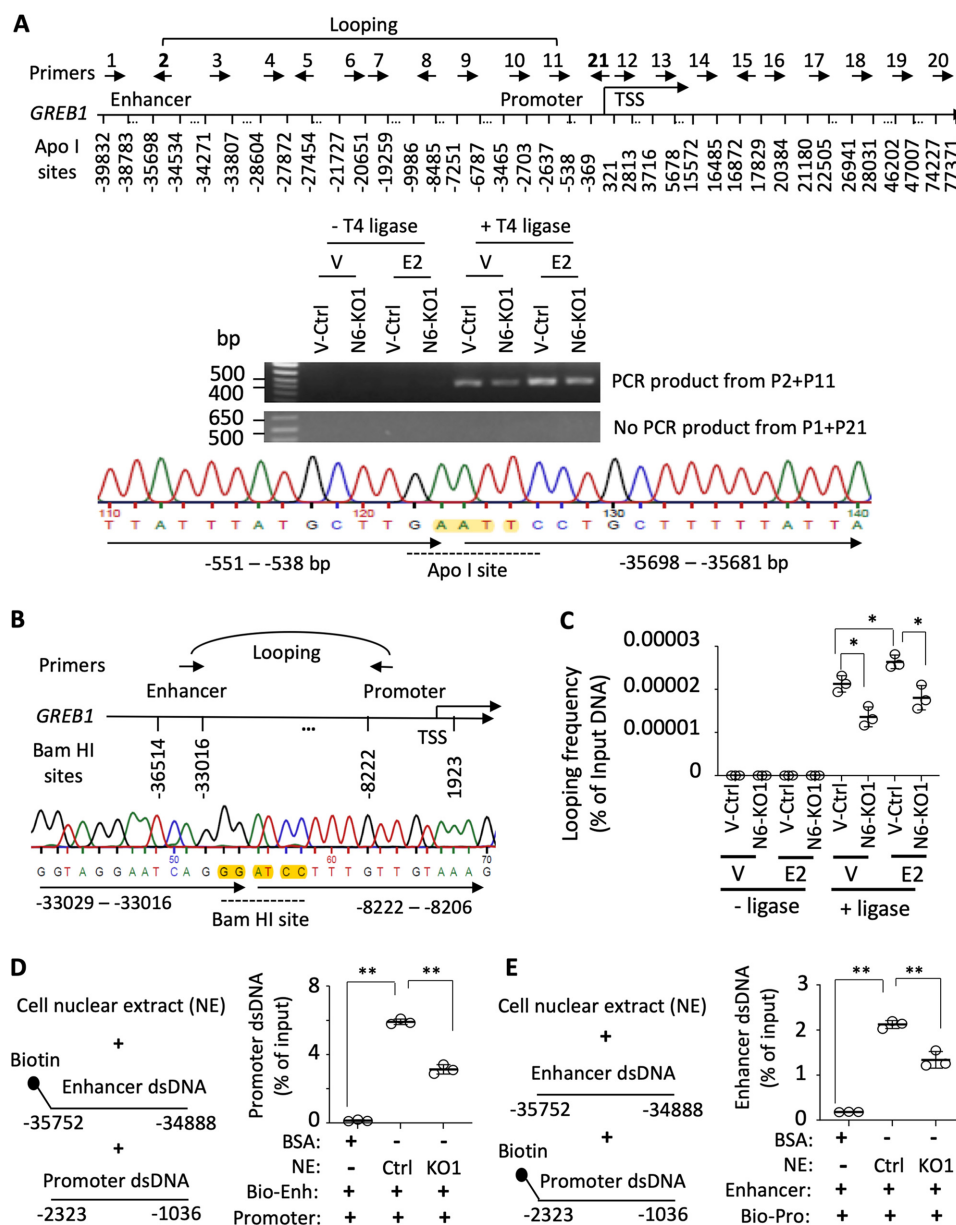 A
Looping
Primers 1 2 3 4 5 6 7 8 9 10 11 21 12 13 14 15 16 17 18 19 20
Enhancer Promoter TSS
GREB1
... ... ... ... ... ... ... ... ... ... ...
Apo I sites
-39832 -38783 -35698 -34534 -34271 -33807 -28604 -27872 -27454 -21727 -20651 -19259 -9986 -8485 -7251 -6787 -3465 -2703 -2637 -538 -369 321 2813 3716 5678 15572 16485 16872 17829 20384 21180 22505 26941 28031 46202 47007 74227 77371
- T4 ligase + T4 ligase
V E2 V E2
V-Ctrl N6-KO1 V-Ctrl N6-KO1 V-Ctrl N6-KO1 V-Ctrl N6-KO1
bp
500
400
PCR product from P2+P11
650
500
No PCR product from P1+P21
110 120 130 140
T T A T T T A T G C T T G A A T T C C T G C T T T T T A T T A
-551 – -538 bp
Apo I site
-35698 – -35681 bp
B
Primers
Looping
Enhancer Promoter
GREB1
...
TSS
Bam HI sites
-36514 -33016 -8222 1923
50 60 70
G G T A G G A A T C A G G G A T C C T T T G T T G T A A A G
-33029 – -33016
Bam HI site
-8222 – -8206
C
Looping frequency
(% of Input DNA)
0.00003
0.00002
0.00001
0
* * *
V-Ctrl N6-KO1 V-Ctrl N6-KO1 V-Ctrl N6-KO1 V-Ctrl N6-KO1
V E2 V E2
- ligase + ligase
D
Cell nuclear extract (NE)
+
Biotin
Enhancer dsDNA
-35752 -34888
+
Promoter dsDNA
-2323 -1036
Promoter dsDNA
(% of input)
8
4
0
** **
BSA: + - -
NE: - Ctrl KO1
Bio-Enh: + + +
Promoter: + + +
E
Cell nuclear extract (NE)
+
Enhancer dsDNA
-35752 -34888
+
Biotin
Promoter dsDNA
-2323 -1036
Enhancer dsDNA
(% of input)
3
2
1
0
** **
BSA: + - -
NE: - Ctrl KO1
Enhancer: + + +
Bio-Pro: + + +